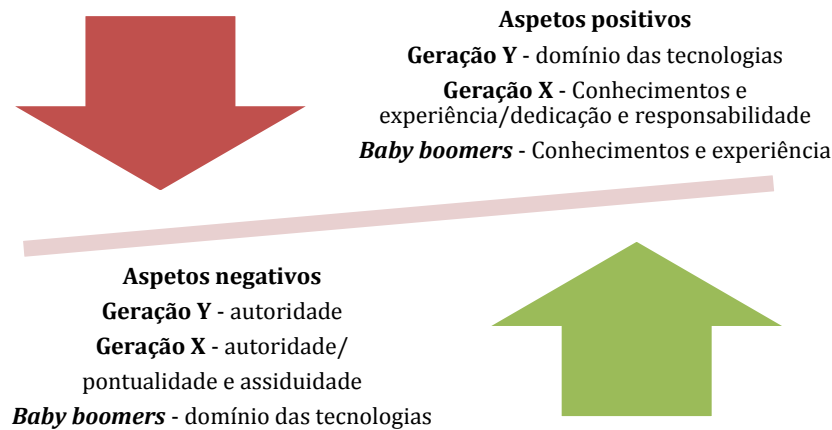 Aspetos positivos
Geração Y - domínio das tecnologias
Geração X - Conhecimentos e
experiência/dedicação e responsabilidade
Baby boomers - Conhecimentos e experiência
Aspetos negativos
Geração Y - autoridade
Geração X - autoridade/
pontualidade e assiduidade
Baby boomers - domínio das tecnologias